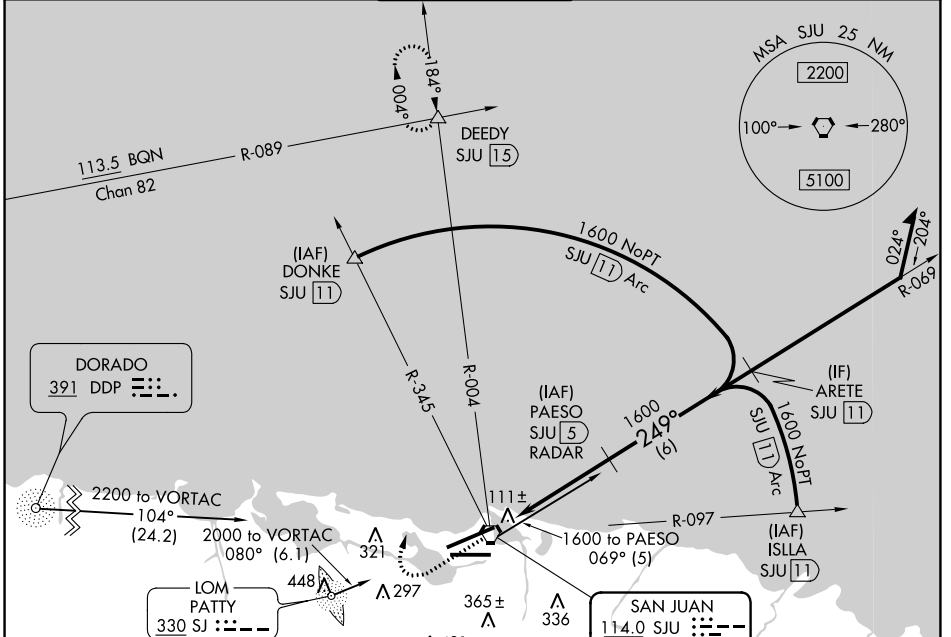 MSA SJU 25 NM
2200
100°
280°
5100
184°
004°
DEEDY
SJU 15
113.5 BQN
Chan 82
R-089
(IAF)
DONKE
SJU 11
1600 NoPT
SJU 11 Arc
024°
204°
R-069
DORADO
391 DDP
R-345
R-004
(IAF)
PAESO
SJU 5
RADAR
1600
249°
(6)
(IF)
ARETE
SJU 11
1600 NoPT
SJU 11 Arc
2200 to VORTAC
104°
(24.2)
2000 to VORTAC
080° (6.1)
321
111±
1600 to PAESO
069° (5)
R-097
(IAF)
ISLLA
SJU 11
448
297
LOM
PATTY
330 SJ
365±
336
SAN JUAN
114.0 SJU